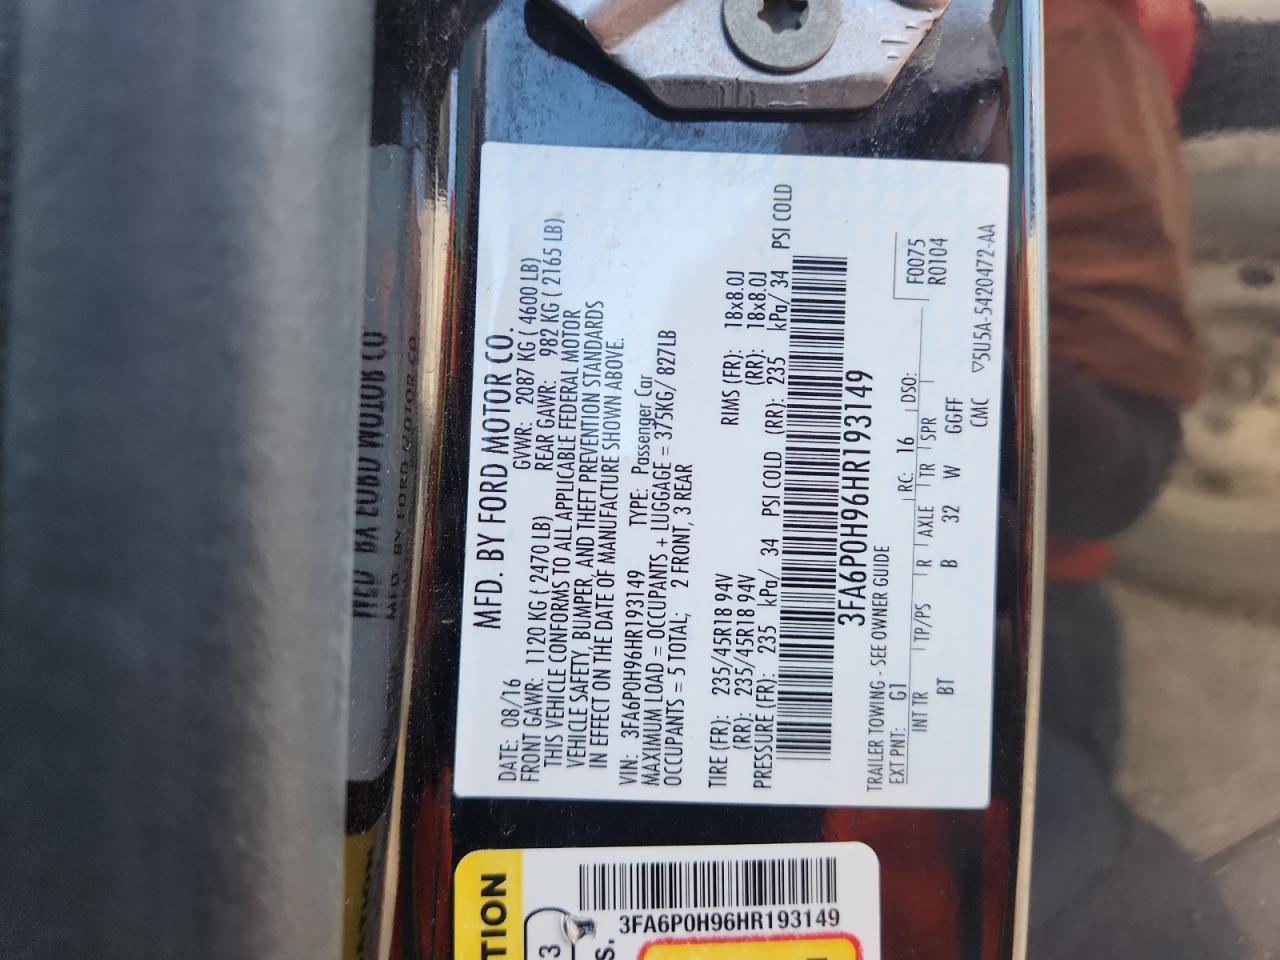 MFD. BY FORD MOTOR CO.
DATE: 08/16 GVWR: 2087 KG ( 4600 LB)
FRONT GAWR: 1120 KG ( 2470 LB) REAR GAWR: 982 KG ( 2165 LB)
THIS VEHICLE CONFORMS TO ALL APPLICABLE FEDERAL MOTOR
VEHICLE SAFETY, BUMPER, AND THEFT PREVENTION STANDARDS
IN EFFECT ON THE DATE OF MANUFACTURE SHOWN ABOVE.
VIN: 3FA6P0H96HR193149 TYPE: Passenger Car
MAXIMUM LOAD = OCCUPANTS + LUGGAGE = 375KG/ 827LB
OCCUPANTS = 5 TOTAL; 2 FRONT, 3 REAR
TIRE (FR): 235/45R18 94V RIMS (FR): 18x8.0J
(RR): 235/45R18 94V (RR): 18x8.0J
PRESSURE (FR): 235 kPa/ 34 PSI COLD (RR): 235 kPa/ 34 PSI COLD
3FA6P0H96HR193149
TRAILER TOWING - SEE OWNER GUIDE
EXT PNT: G1 RC: 16 DSO: F0075
INT TR TP/PS R AXLE TR SPR R0104
BT B 32 W GGFF
CMC ▽5U5A-5420472-AA
TION
3
S.
3FA6P0H96HR193149